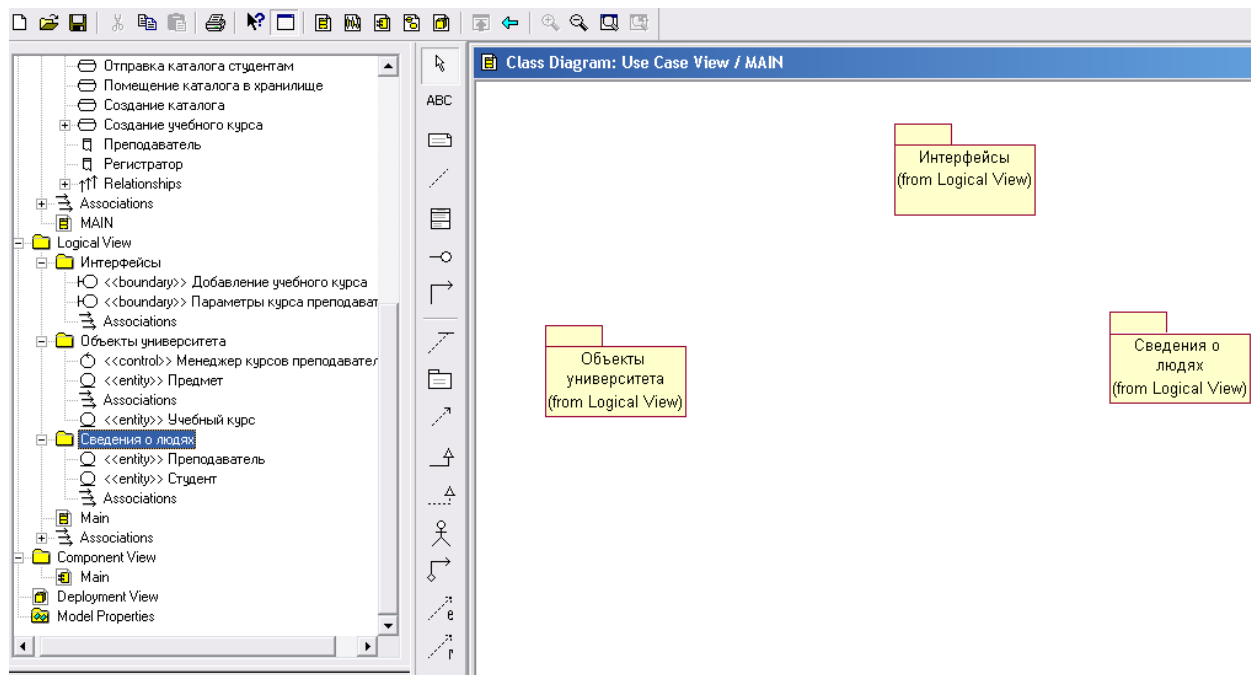 Отправка каталога студентам
Помещение каталога в хранилище
Создание каталога
Создание учебного курса
Преподаватель
Регистратор
Relationships
Associations
MAIN
Logical View
Интерфейсы
<<boundary>> Добавление учебного курса
<<boundary>> Параметры курса преподават
Associations
Объекты университета
<<control>> Менеджер курсов преподавател
<<entity>> Предмет
Associations
<<entity>> Учебный курс
Сведения о людях
<<entity>> Преподаватель
<<entity>> Студент
Associations
Main
Associations
Component View
Main
Deployment View
Model Properties
ABC
e
r
Class Diagram: Use Case View / MAIN
Интерфейсы
(from Logical View)
Объекты
университета
(from Logical View)
Сведения о
людях
(from Logical View)